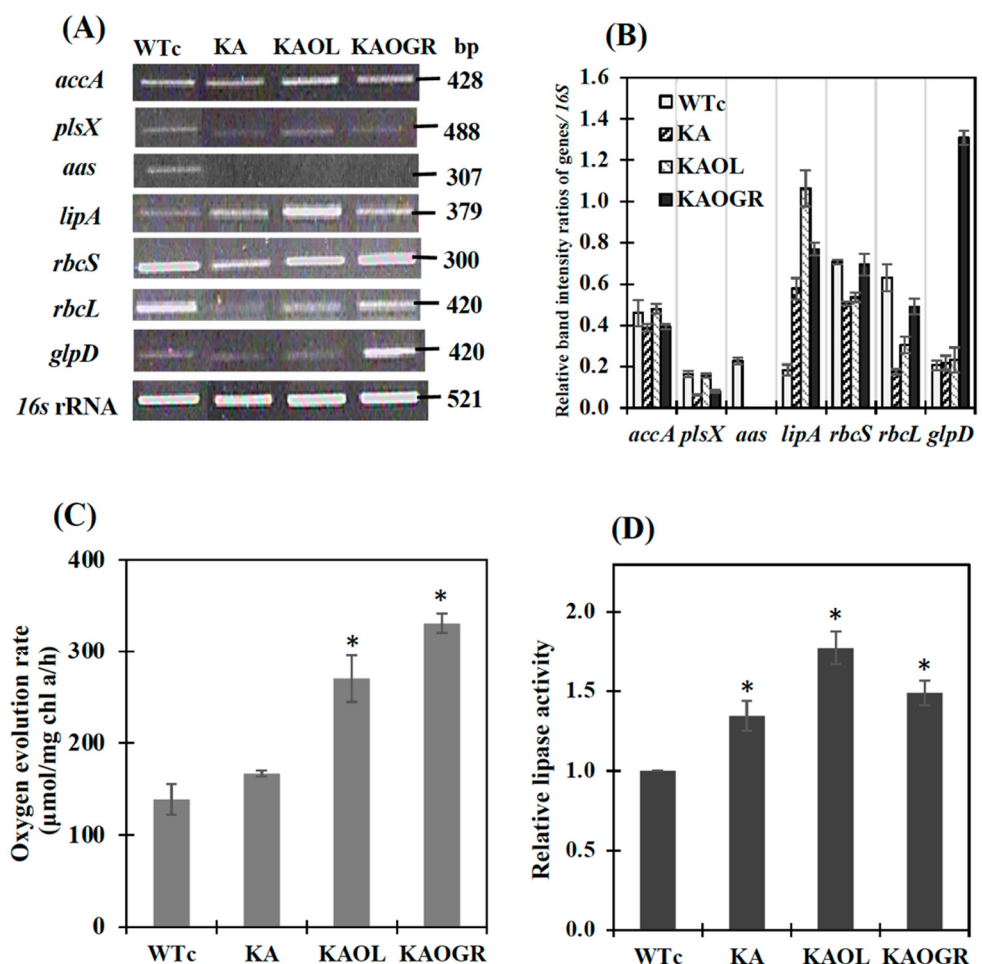 (A)
WTc KA KAOL KAOGR bp
accA 428
plsX 488
aas 307
lipA 379
rbcS 300
rbcL 420
glpD 420
16s rRNA 521
(B)
Relative band intensity ratios of genes/ 16S
1.6
1.4
1.2
1.0
0.8
0.6
0.4
0.2
0.0
WTc
KA
KAOL
KAOGR
accA plsX aas lipA rbcS rbcL glpD
(C)
Oxygen evolution rate
(µmol/mg chl a/h)
400
300
200
100
0
* *
WTc KA KAOL KAOGR
(D)
Relative lipase activity
2.0
1.5
1.0
0.5
0.0
* * *
WTc KA KAOL KAOGR